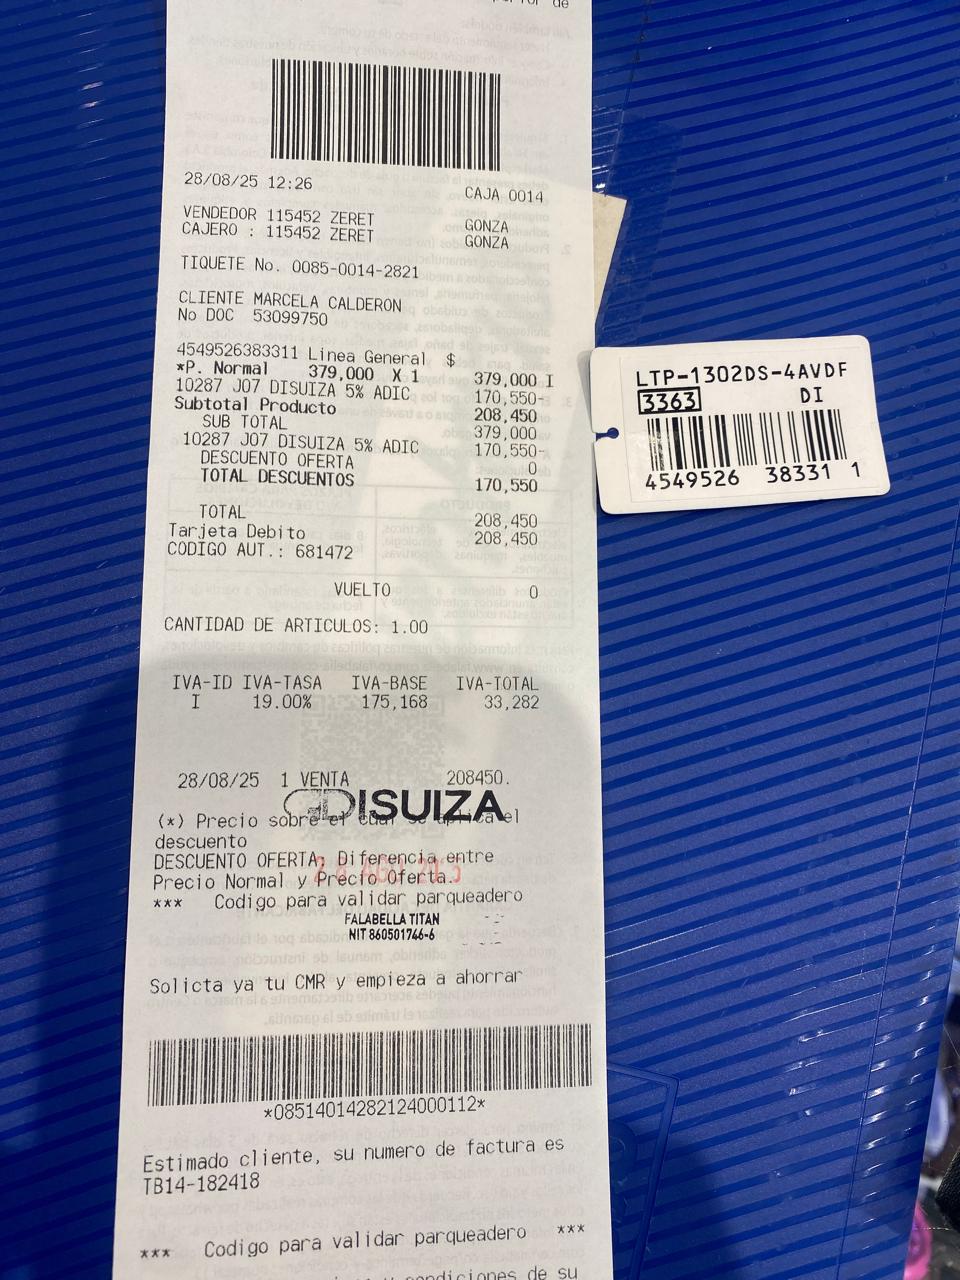 28/08/25 12:26 CAJA 0014
VENDEDOR 115452 ZERET GONZA
CAJERO : 115452 ZERET GONZA
TIQUETE No. 0085-0014-2821
CLIENTE MARCELA CALDERON
No DOC 53099750
4549526383311 Linea General $
*P. Normal 379,000 X 1 379,000 I
10287 J07 DISUIZA 5% ADIC 170,550-
Subtotal Producto 208,450
SUB TOTAL 379,000
10287 J07 DISUIZA 5% ADIC 170,550-
DESCUENTO OFERTA 0
TOTAL DESCUENTOS 170,550
TOTAL 208,450
Tarjeta Debito 208,450
CODIGO AUT.: 681472
VUELTO 0
CANTIDAD DE ARTICULOS: 1.00
IVA-ID IVA-TASA IVA-BASE IVA-TOTAL
I 19.00% 175,168 33,282
28/08/25 1 VENTA 208450.
DISUIZA
(*) Precio sobre el cual se aplica el
descuento
DESCUENTO OFERTA: Diferencia entre
Precio Normal y Precio Oferta.
28 AGO 2025
*** Codigo para validar parqueadero
FALABELLA TITAN
NIT 860501746-6
Solicta ya tu CMR y empieza a ahorrar
*08514014282124000112*
Estimado cliente, su numero de factura es
TB14-182418
*** Codigo para validar parqueadero ***
condiciones de su
LTP-1302DS-4AVDF
3363 DI
4549526 38331 1